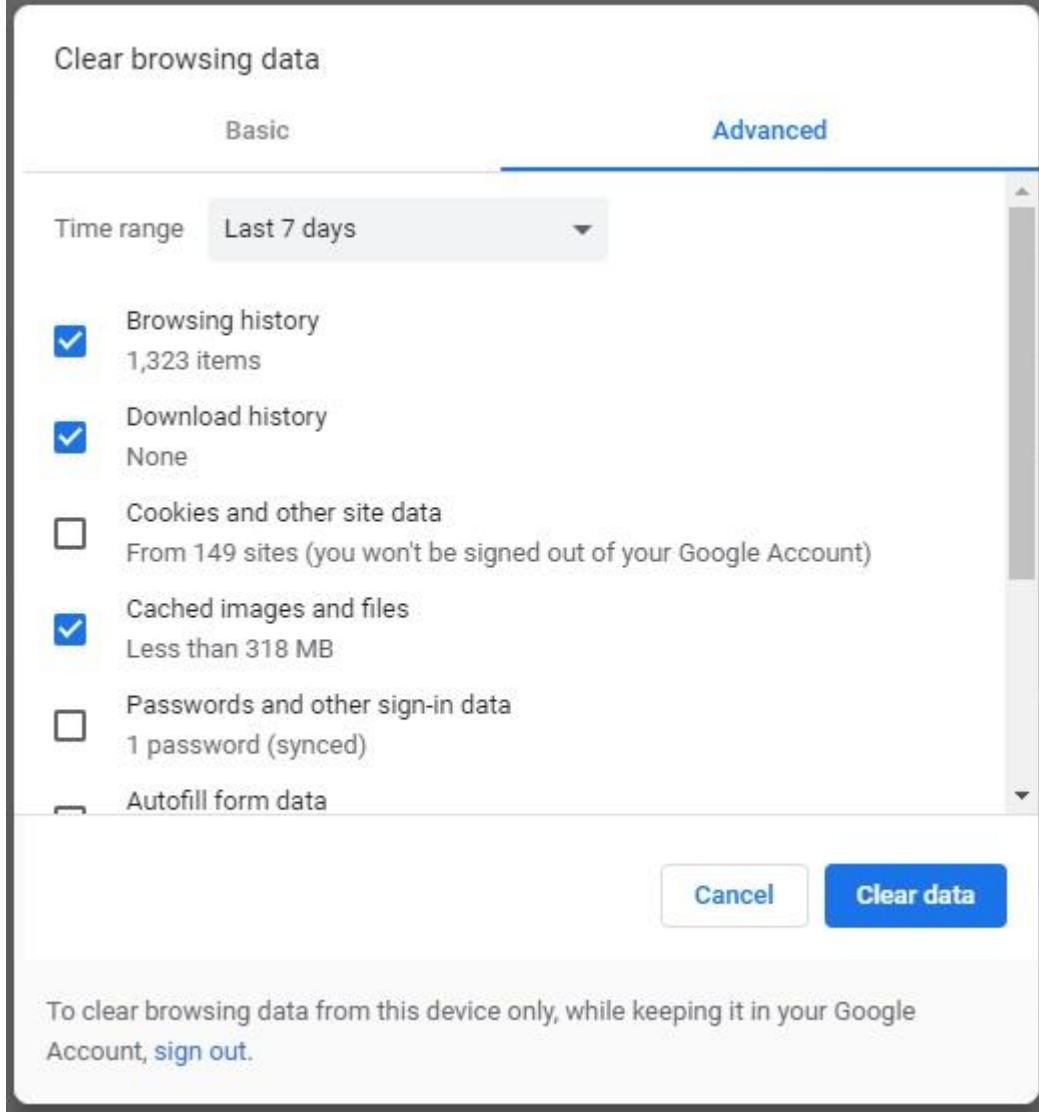 Clear browsing data
Basic Advanced
Time range Last 7 days
Browsing history
1,323 items
Download history
None
Cookies and other site data
From 149 sites (you won't be signed out of your Google Account)
Cached images and files
Less than 318 MB
Passwords and other sign-in data
1 password (synced)
Autofill form data
Cancel Clear data
To clear browsing data from this device only, while keeping it in your Google
Account, sign out.